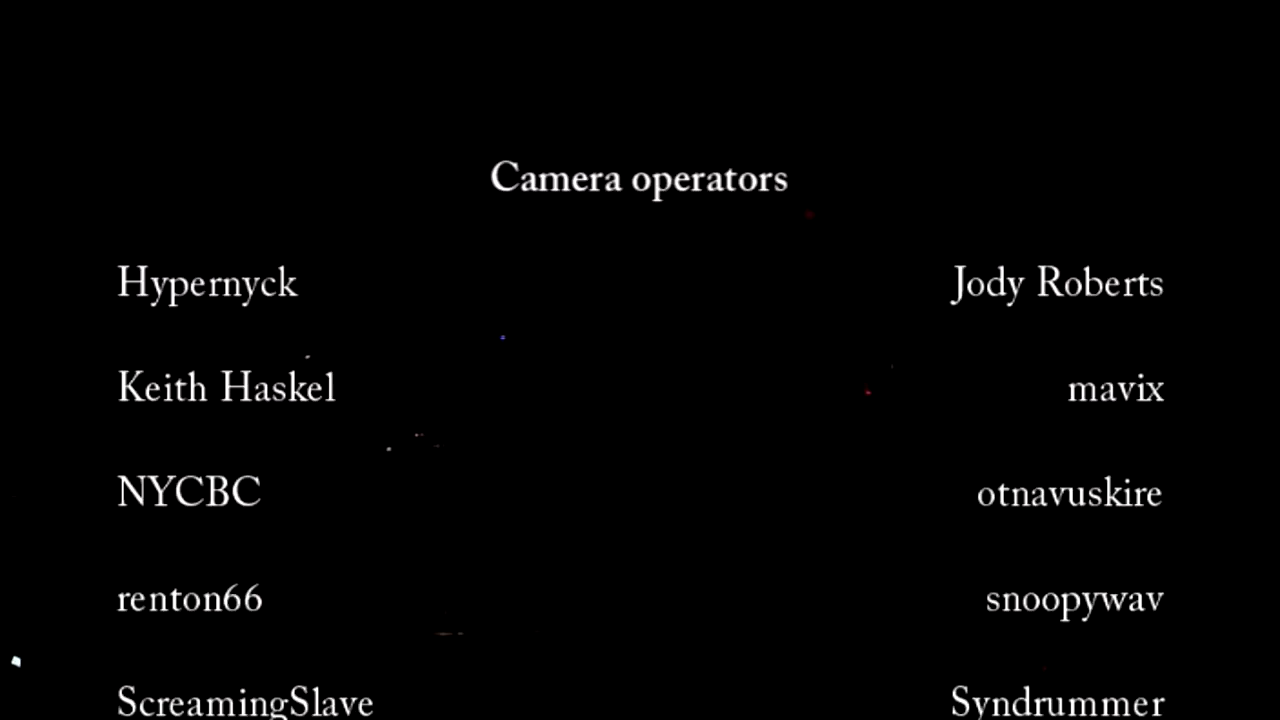 Camera operators
Hypernyck Jody Roberts
Keith Haskel mavix
NYCBC otnavuskire
renton66 snoopywav
ScreamingSlave Syndrummer